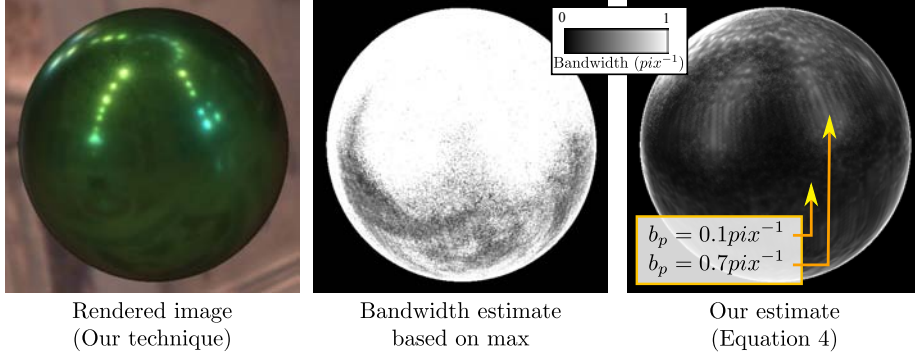 0 1
Bandwidth (pix⁻¹)
b_p = 0.1pix⁻¹
b_p = 0.7pix⁻¹
Rendered image
(Our technique)
Bandwidth estimate
based on max
Our estimate
(Equation 4)